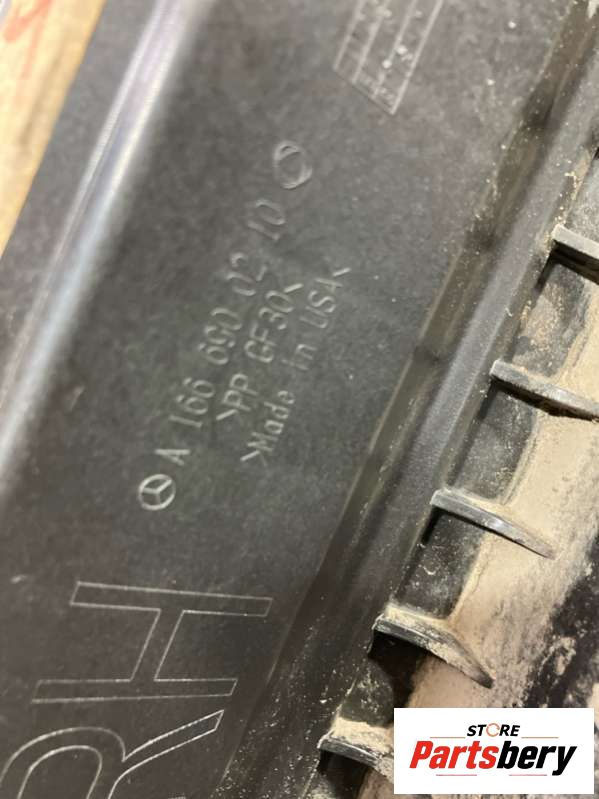 A 166 690 02 10
>PP GF30<
>Made in USA<
RH
STORE
Partsbery